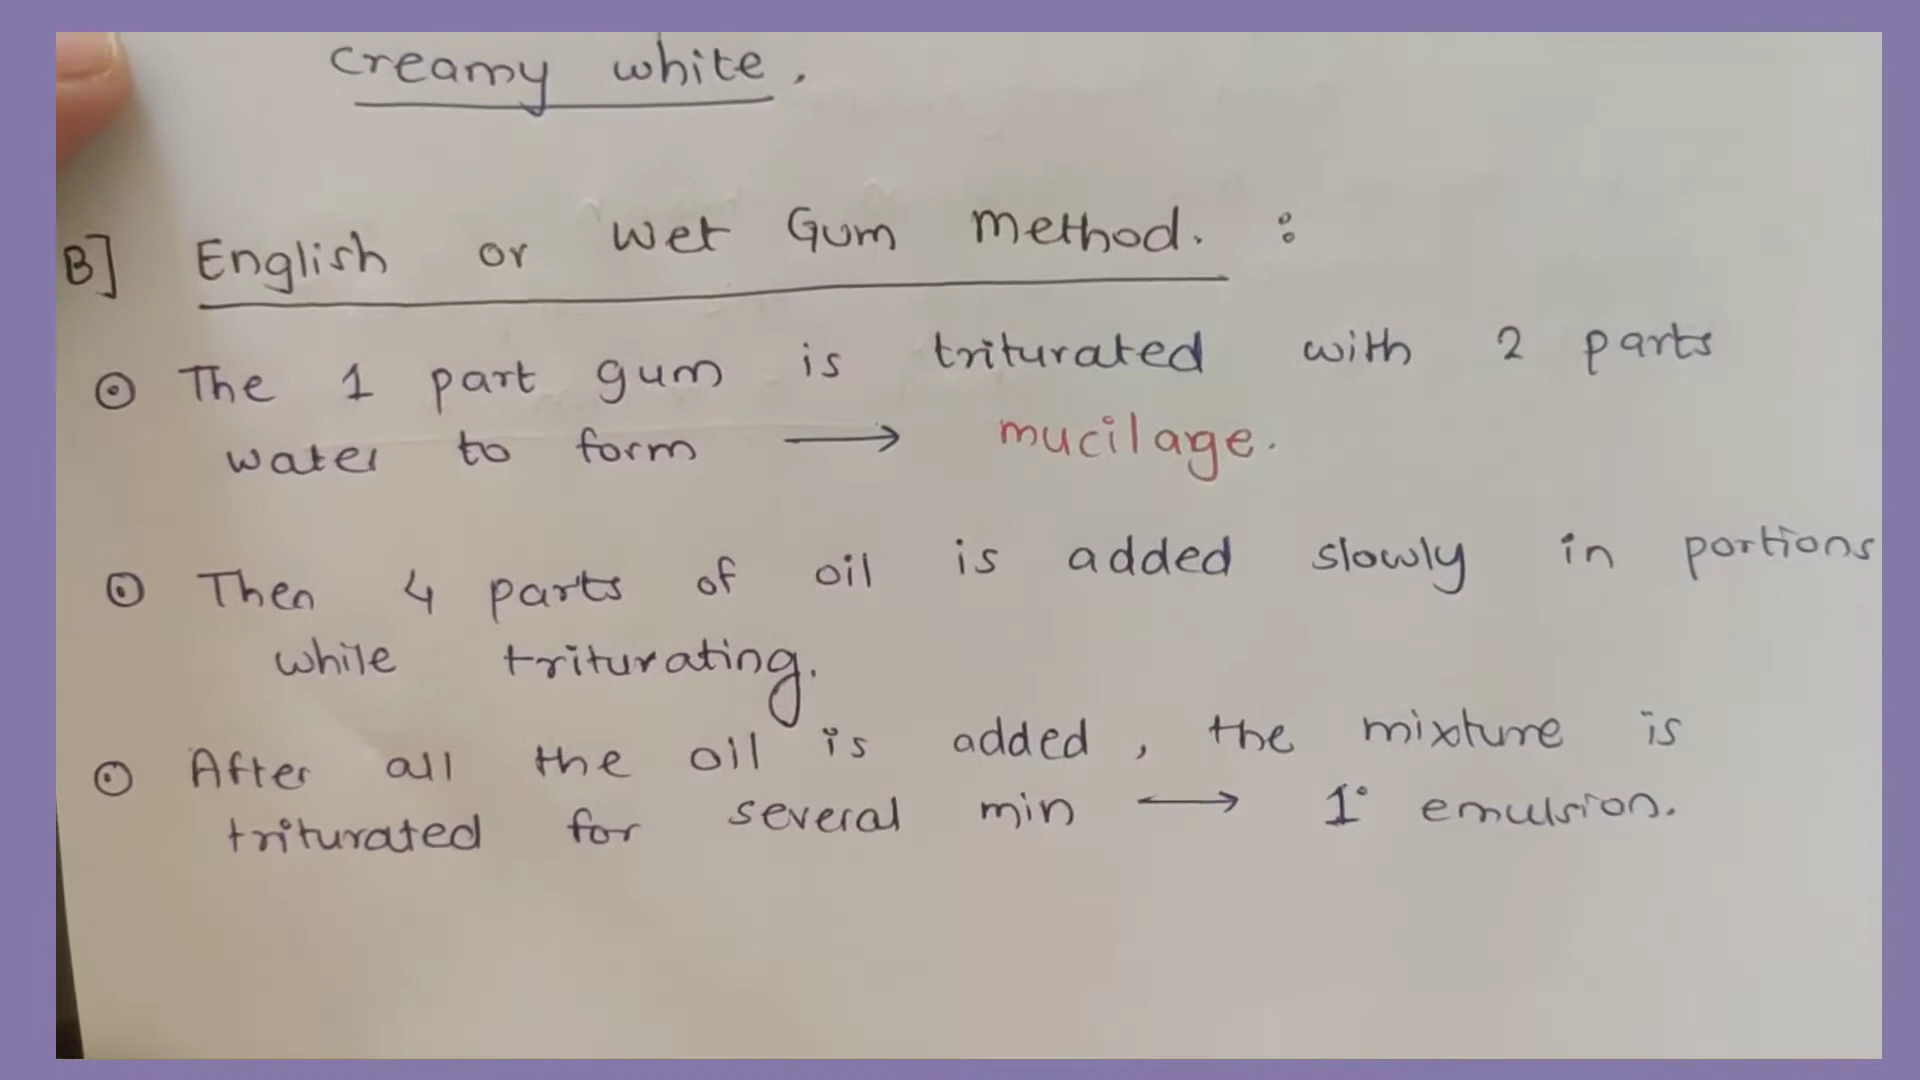 creamy white.
B] English or Wet Gum Method. :
⊙ The 1 part gum is triturated with 2 parts
water to form → mucilage.
⊙ Then 4 parts of oil is added slowly in portions
while triturating.
⊙ After all the oil is added, the mixture is
triturated for several min → 1° emulsion.